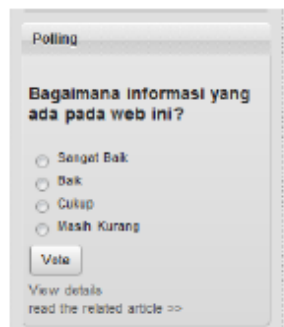 Polling
Bagaimana informasi yang
ada pada web ini?
Sangat Baik
Baik
Cukup
Masih Kurang
Vote
View details
read the related article >>